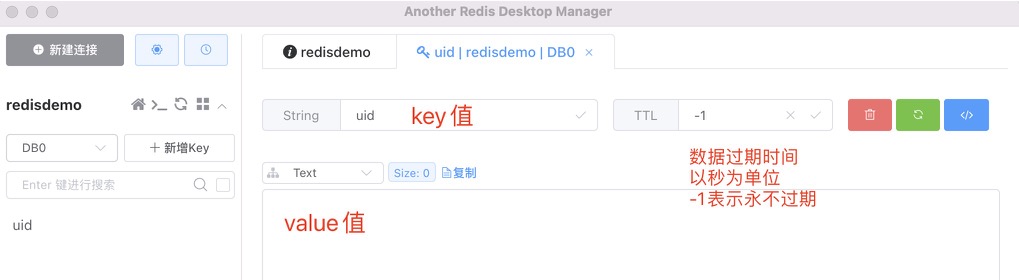 Another Redis Desktop Manager
新建连接
redisdemo
uid | redisdemo | DB0
redisdemo
String
uid
key值
TTL
-1
DB0
新增Key
数据过期时间
以秒为单位
-1表示永不过期
Text
Size: 0
复制
Enter 键进行搜索
uid
value值